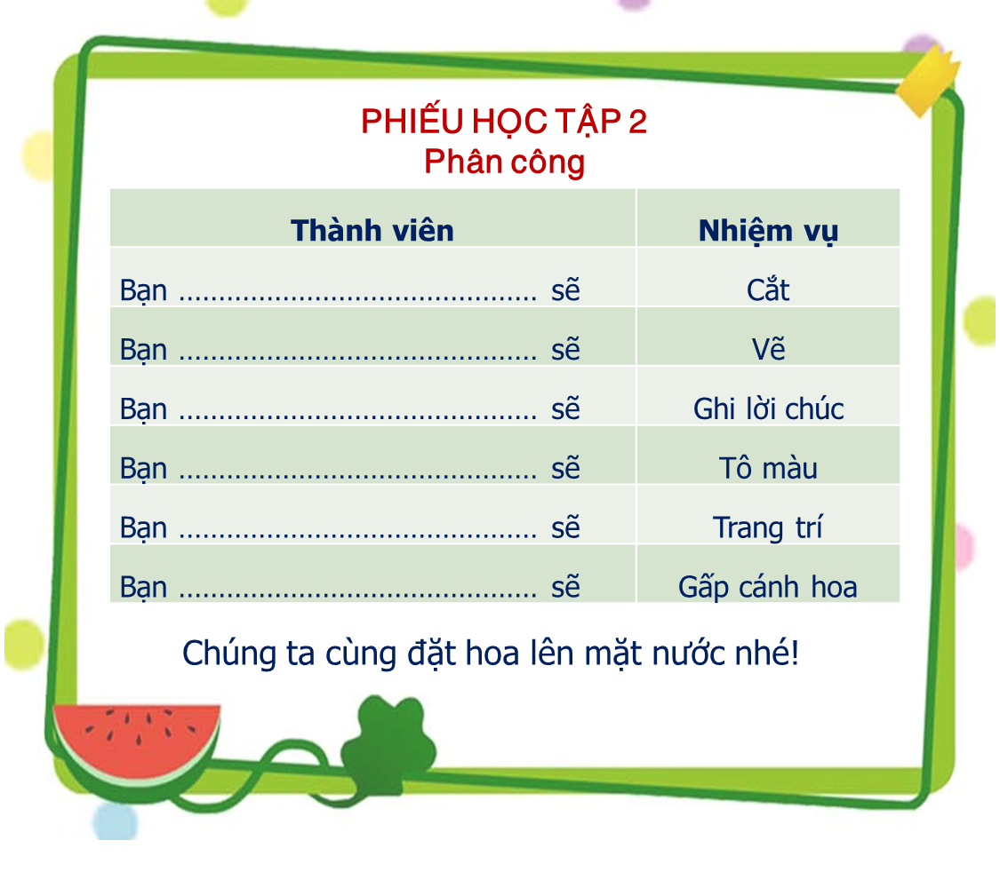 PHIẾU HỌC TẬP 2
Phân công
Thành viên Nhiệm vụ
Bạn ............................................. sẽ Cắt
Bạn ............................................. sẽ Vẽ
Bạn ............................................. sẽ Ghi lời chúc
Bạn ............................................. sẽ Tô màu
Bạn ............................................. sẽ Trang trí
Bạn ............................................. sẽ Gấp cánh hoa
Chúng ta cùng đặt hoa lên mặt nước nhé!